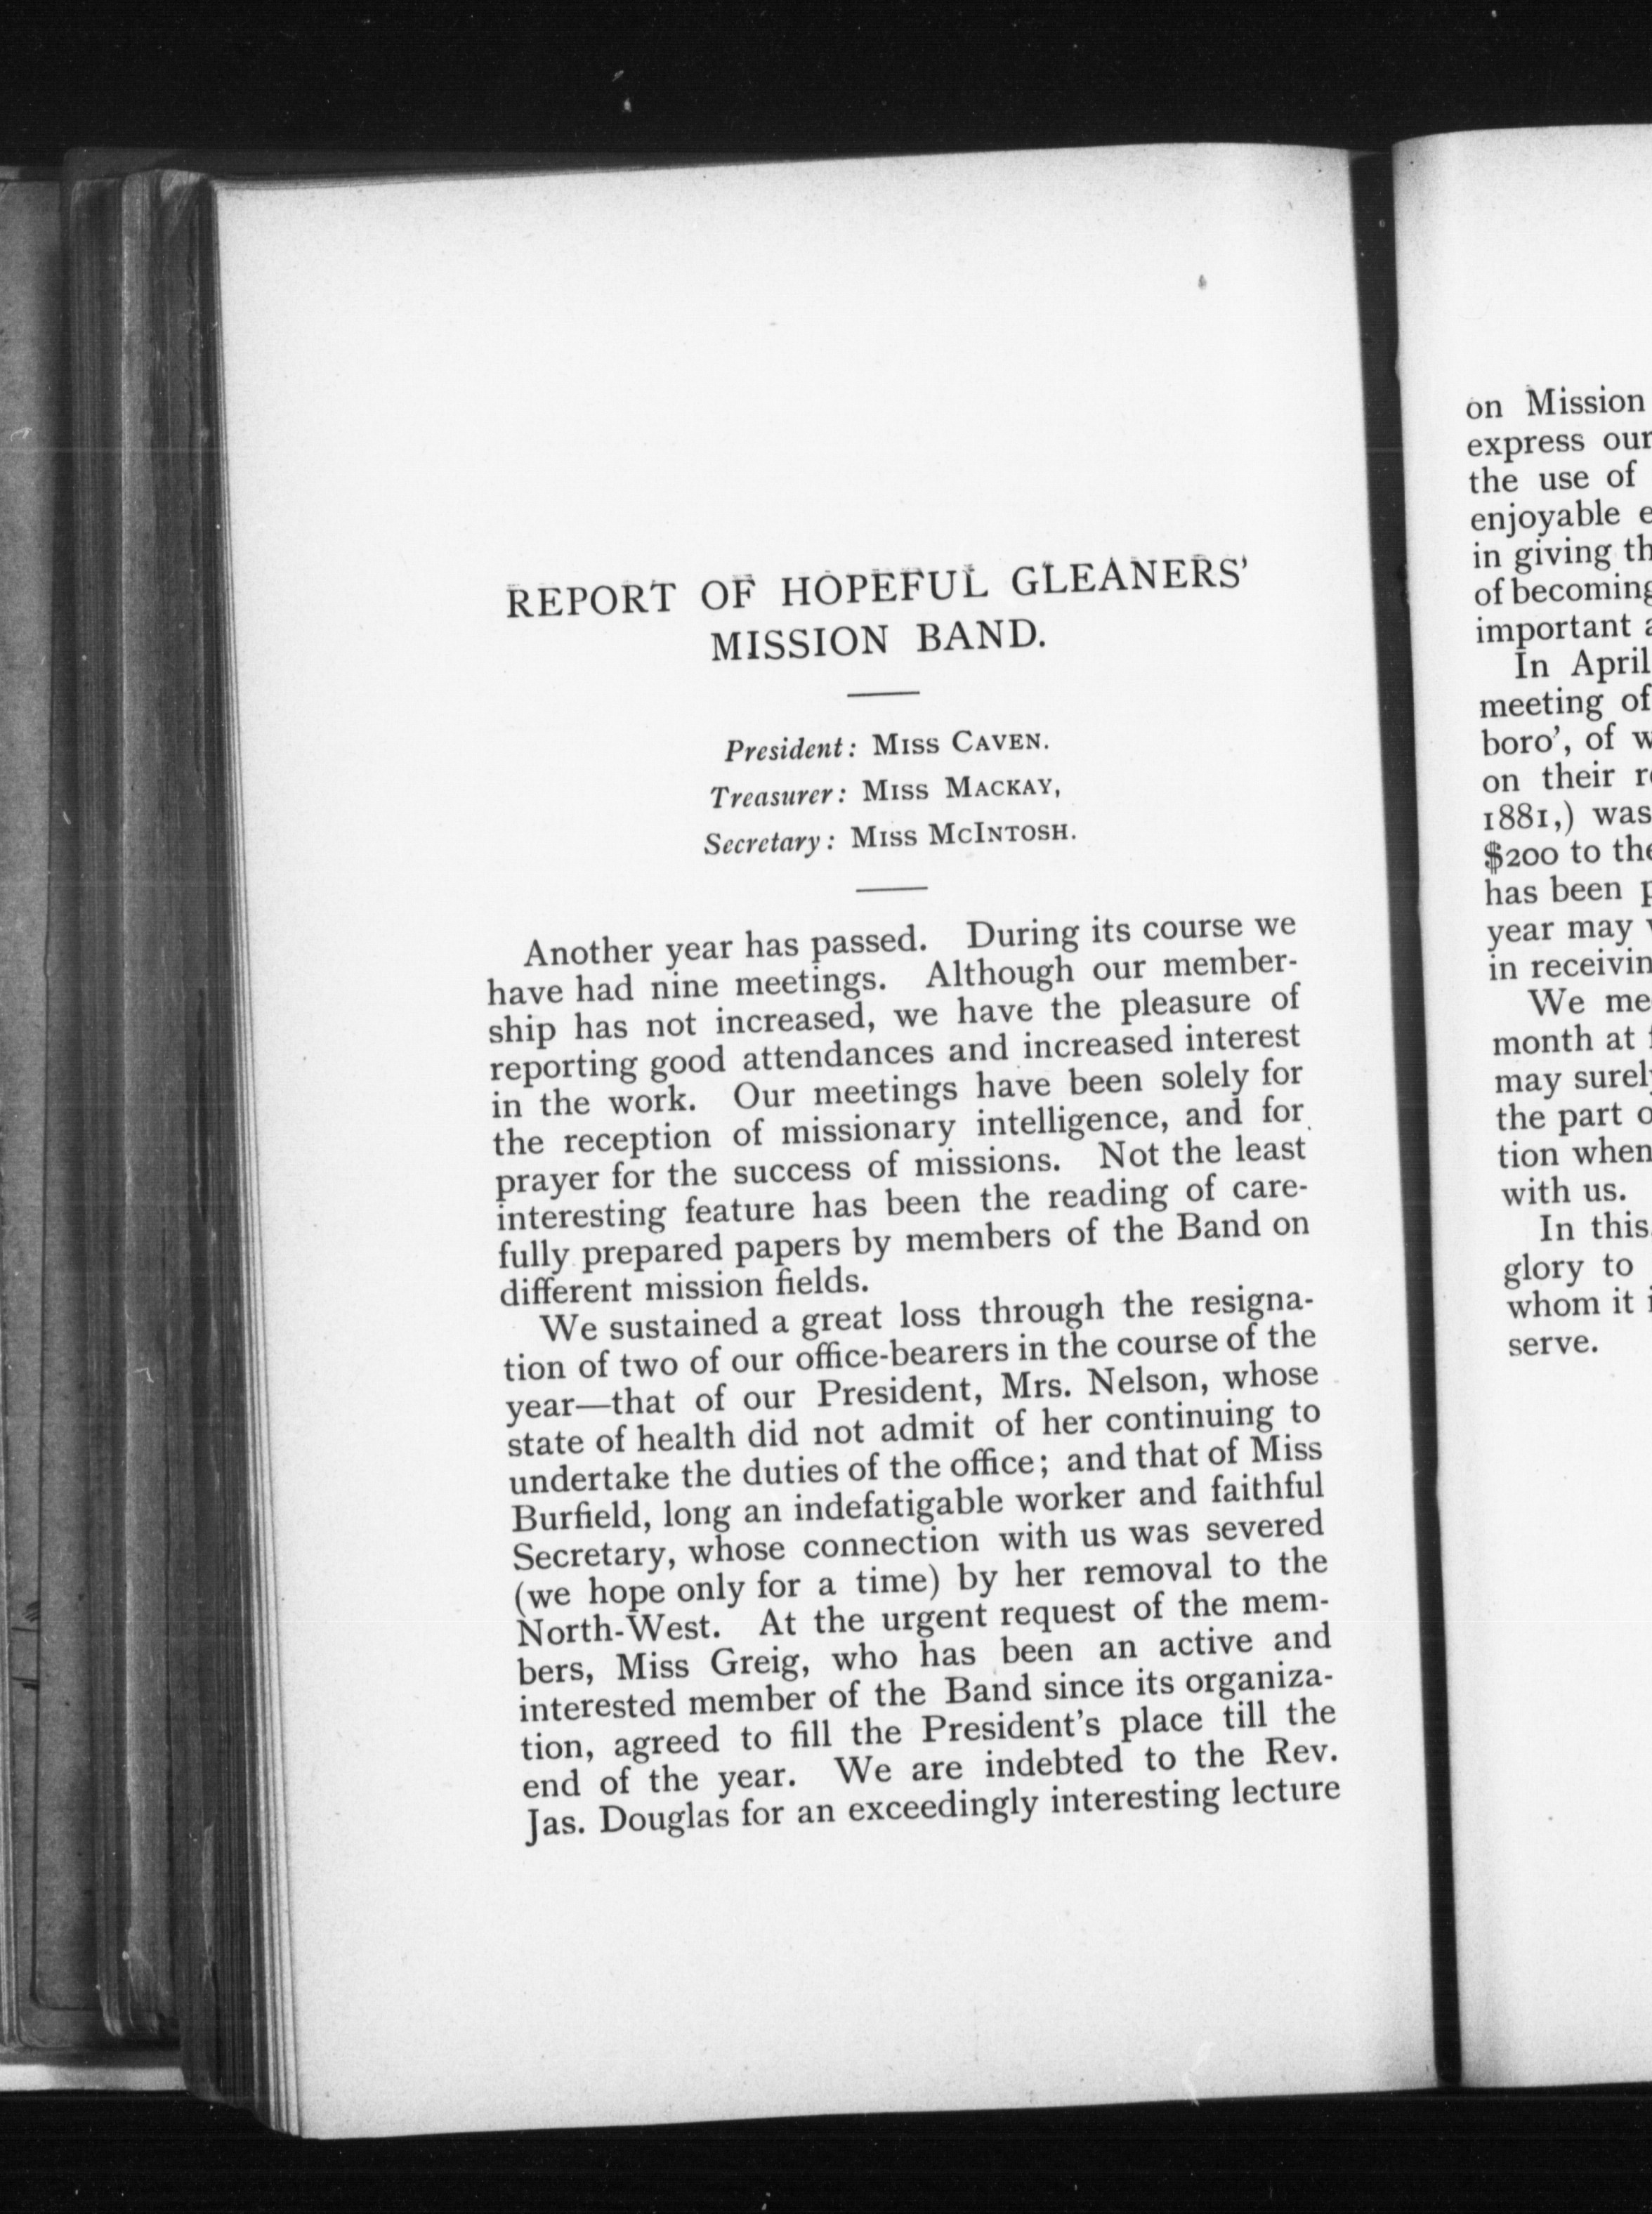 REPORT OF HOPEFUL GLEANERS'
MISSION BAND.
President: MISS CAVEN.
Treasurer: MISS MACKAY,
Secretary: MISS MCINTOSH.
Another year has passed. During its course we
have had nine meetings. Although our member-
ship has not increased, we have the pleasure of
reporting good attendances and increased interest
in the work. Our meetings have been solely for
the reception of missionary intelligence, and for
prayer for the success of missions. Not the least
interesting feature has been the reading of care-
fully prepared papers by members of the Band on
different mission fields.
We sustained a great loss through the resigna-
tion of two of our office-bearers in the course of the
year—that of our President, Mrs. Nelson, whose
state of health did not admit of her continuing to
undertake the duties of the office; and that of Miss
Burfield, long an indefatigable worker and faithful
Secretary, whose connection with us was severed
(we hope only for a time) by her removal to the
North-West. At the urgent request of the mem-
bers, Miss Greig, who has been an active and
interested member of the Band since its organiza-
tion, agreed to fill the President's place till the
end of the year. We are indebted to the Rev.
Jas. Douglas for an exceedingly interesting lecture
on Mission
express our
the use of
enjoyable
in giving
of becoming
important
In April
meeting of
boro', of
on their
1881,) was
$200 to the
has been
year may
in receiving
We
month at
may surely
the part
tion when
with us.
In this
glory to
whom it
serve.